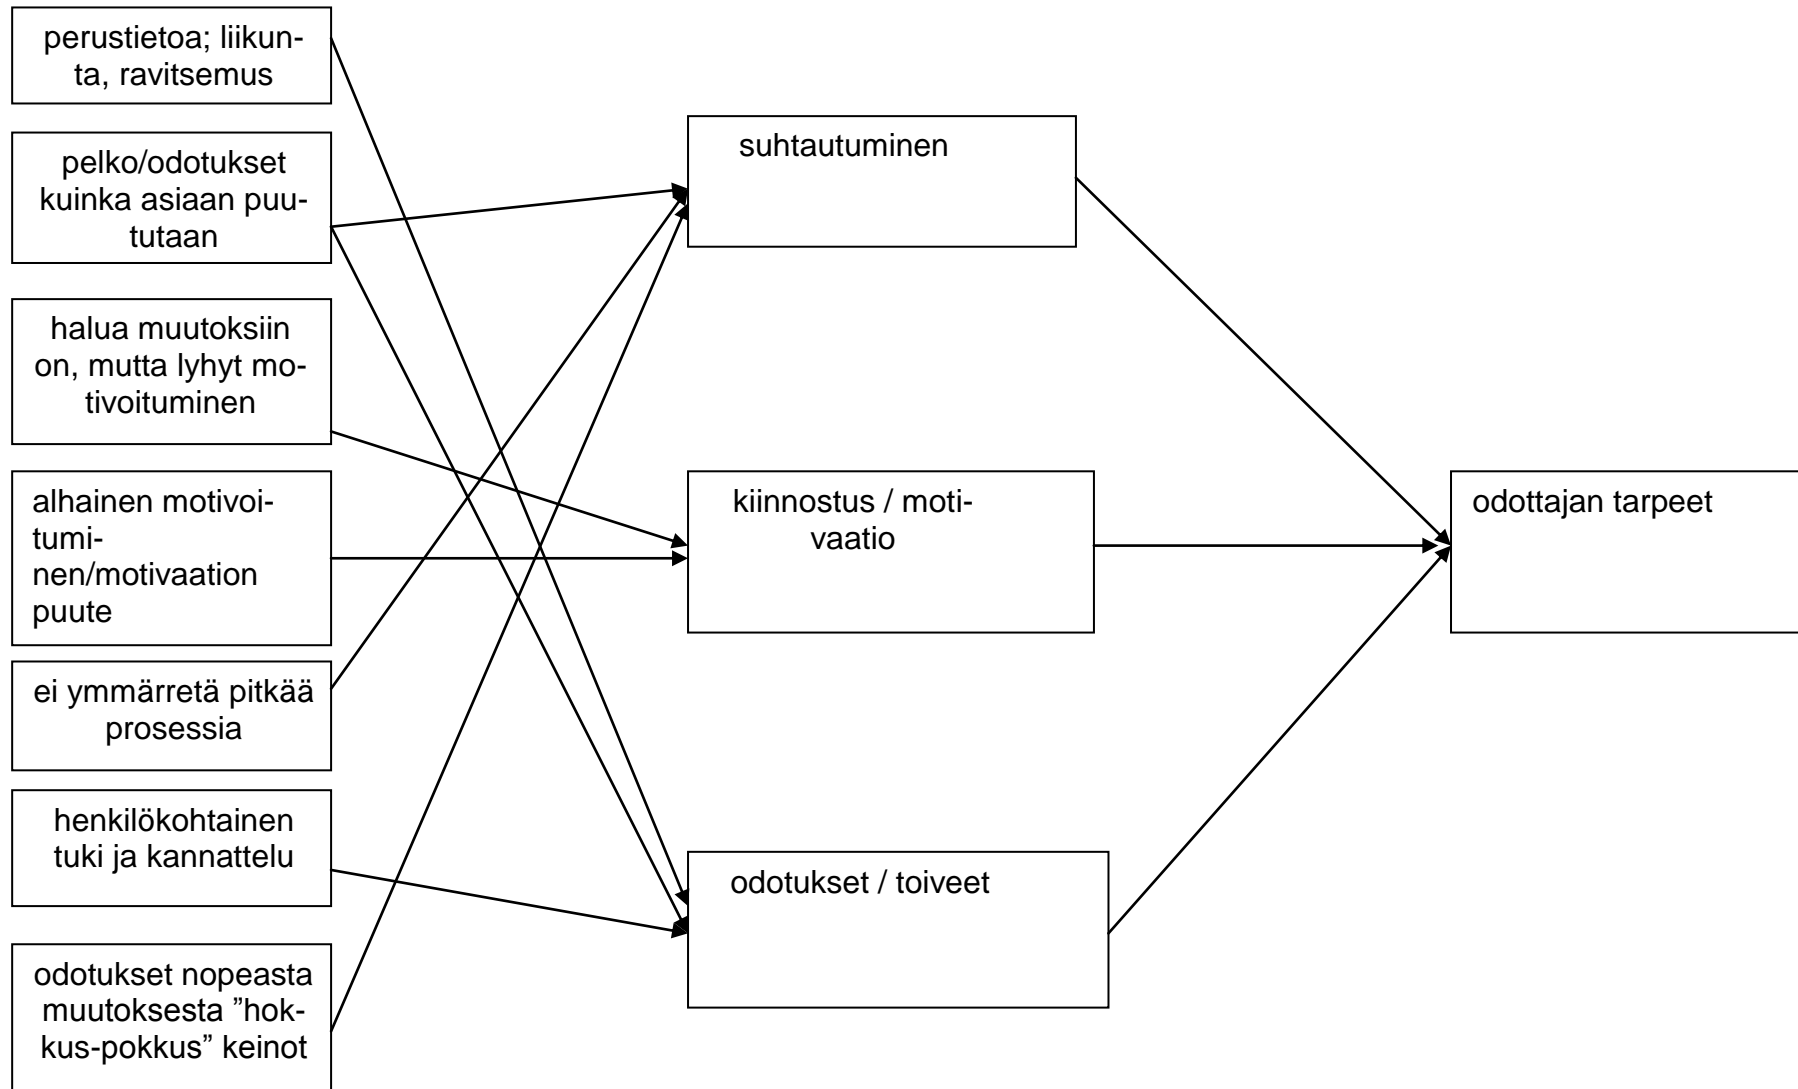 perustietoa; liikun-
ta, ravitsemus
pelko/odotukset
kuinka asiaan puu-
tutaan
halua muutoksiin
on, mutta lyhyt mo-
tivoituminen
alhainen motivoi-
tumi-
nen/motivaation
puute
ei ymmärretä pitkää
prosessia
henkilökohtainen
tuki ja kannattelu
odotukset nopeasta
muutoksesta ”hok-
kus-pokkus” keinot
suhtautuminen
kiinnostus / moti-
vaatio
odotukset / toiveet
odottajan tarpeet